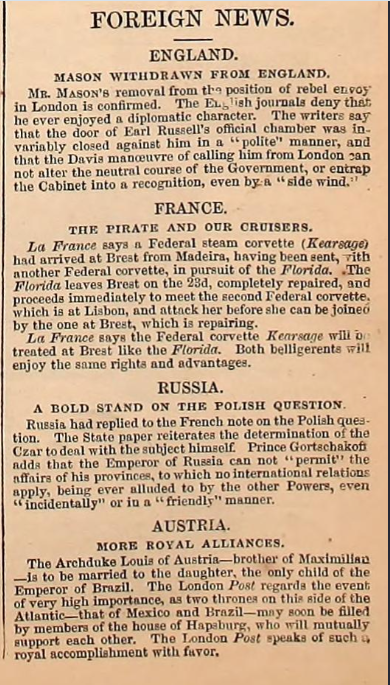 FOREIGN NEWS.
ENGLAND.
MASON WITHDRAWN FROM ENGLAND.
MR. MASON'S removal from the position of rebel envoy
in London is confirmed. The English journals deny that
he ever enjoyed a diplomatic character. The writers say
that the door of Earl Russell's official chamber was in-
variably closed against him in a "polite" manner, and
that the Davis manœuvre of calling him from London can
not alter the neutral course of the Government, or entrap
the Cabinet into a recognition, even by a "side wind."
FRANCE.
THE PIRATE AND OUR CRUISERS.
La France says a Federal steam corvette (Kearsage)
had arrived at Brest from Madeira, having been sent, with
another Federal corvette, in pursuit of the Florida. The
Florida leaves Brest on the 23d, completely repaired, and
proceeds immediately to meet the second Federal corvette,
which is at Lisbon, and attack her before she can be joined
by the one at Brest, which is repairing.
La France says the Federal corvette Kearsage will be
treated at Brest like the Florida. Both belligerents will
enjoy the same rights and advantages.
RUSSIA.
A BOLD STAND ON THE POLISH QUESTION.
Russia had replied to the French note on the Polish ques-
tion. The State paper reiterates the determination of the
Czar to deal with the subject himself. Prince Gortschakoff
adds that the Emperor of Russia can not "permit" the
affairs of his provinces, to which no international relations
apply, being ever alluded to by the other Powers, even
"incidentally" or in a "friendly" manner.
AUSTRIA.
MORE ROYAL ALLIANCES.
The Archduke Louis of Austria—brother of Maximilian
—is to be married to the daughter, the only child of the
Emperor of Brazil. The London Post regards the event
of very high importance, as two thrones on this side of the
Atlantic—that of Mexico and Brazil—may soon be filled
by members of the house of Hapsburg, who will mutually
support each other. The London Post speaks of such a
royal accomplishment with favor.